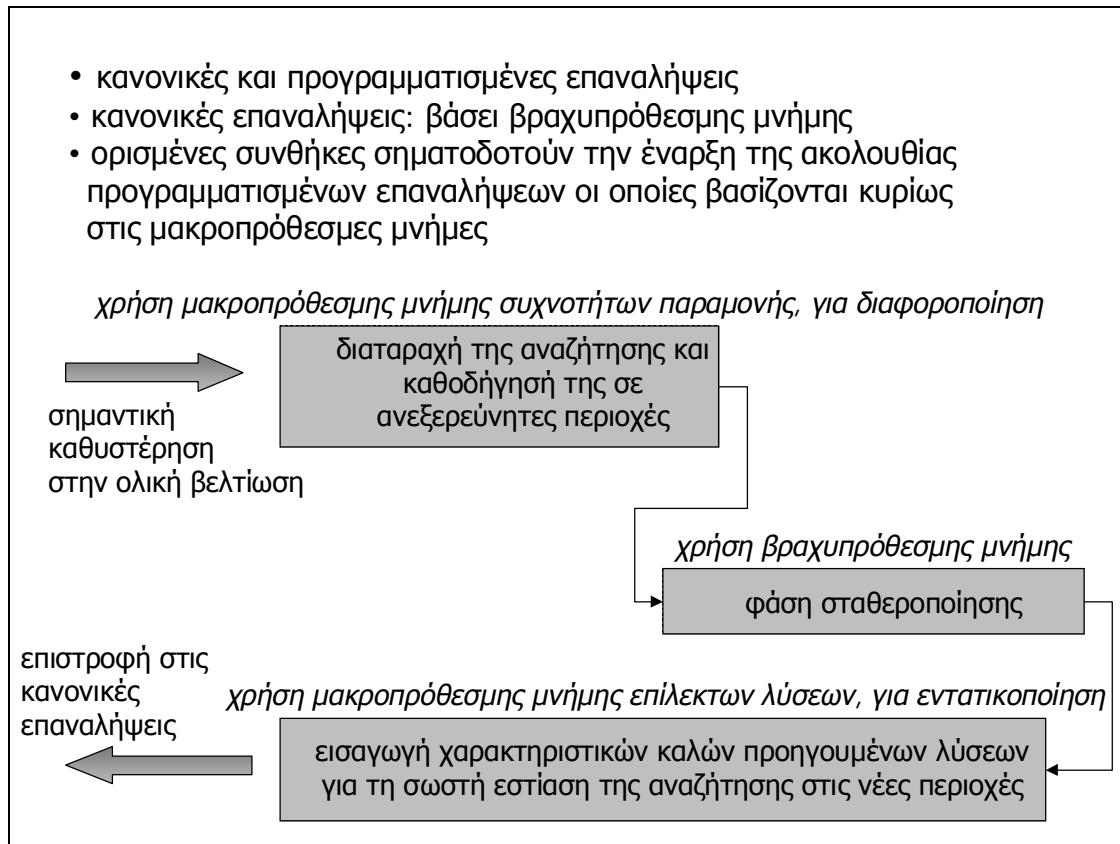 • κανονικές και προγραμματισμένες επαναλήψεις
• κανονικές επαναλήψεις: βάσει βραχυπρόθεσμης μνήμης
• ορισμένες συνθήκες σηματοδοτούν την έναρξη της ακολουθίας
προγραμματισμένων επαναλήψεων οι οποίες βασίζονται κυρίως
στις μακροπρόθεσμες μνήμες
χρήση μακροπρόθεσμης μνήμης συχνοτήτων παραμονής, για διαφοροποίηση
διαταραχή της αναζήτησης και
καθοδήγησή της σε
ανεξερεύνητες περιοχές
σημαντική
καθυστέρηση
στην ολική βελτίωση
χρήση βραχυπρόθεσμης μνήμης
φάση σταθεροποίησης
επιστροφή στις
κανονικές
επαναλήψεις
χρήση μακροπρόθεσμης μνήμης επίλεκτων λύσεων, για εντατικοποίηση
εισαγωγή χαρακτηριστικών καλών προηγουμένων λύσεων
για τη σωστή εστίαση της αναζήτησης στις νέες περιοχές